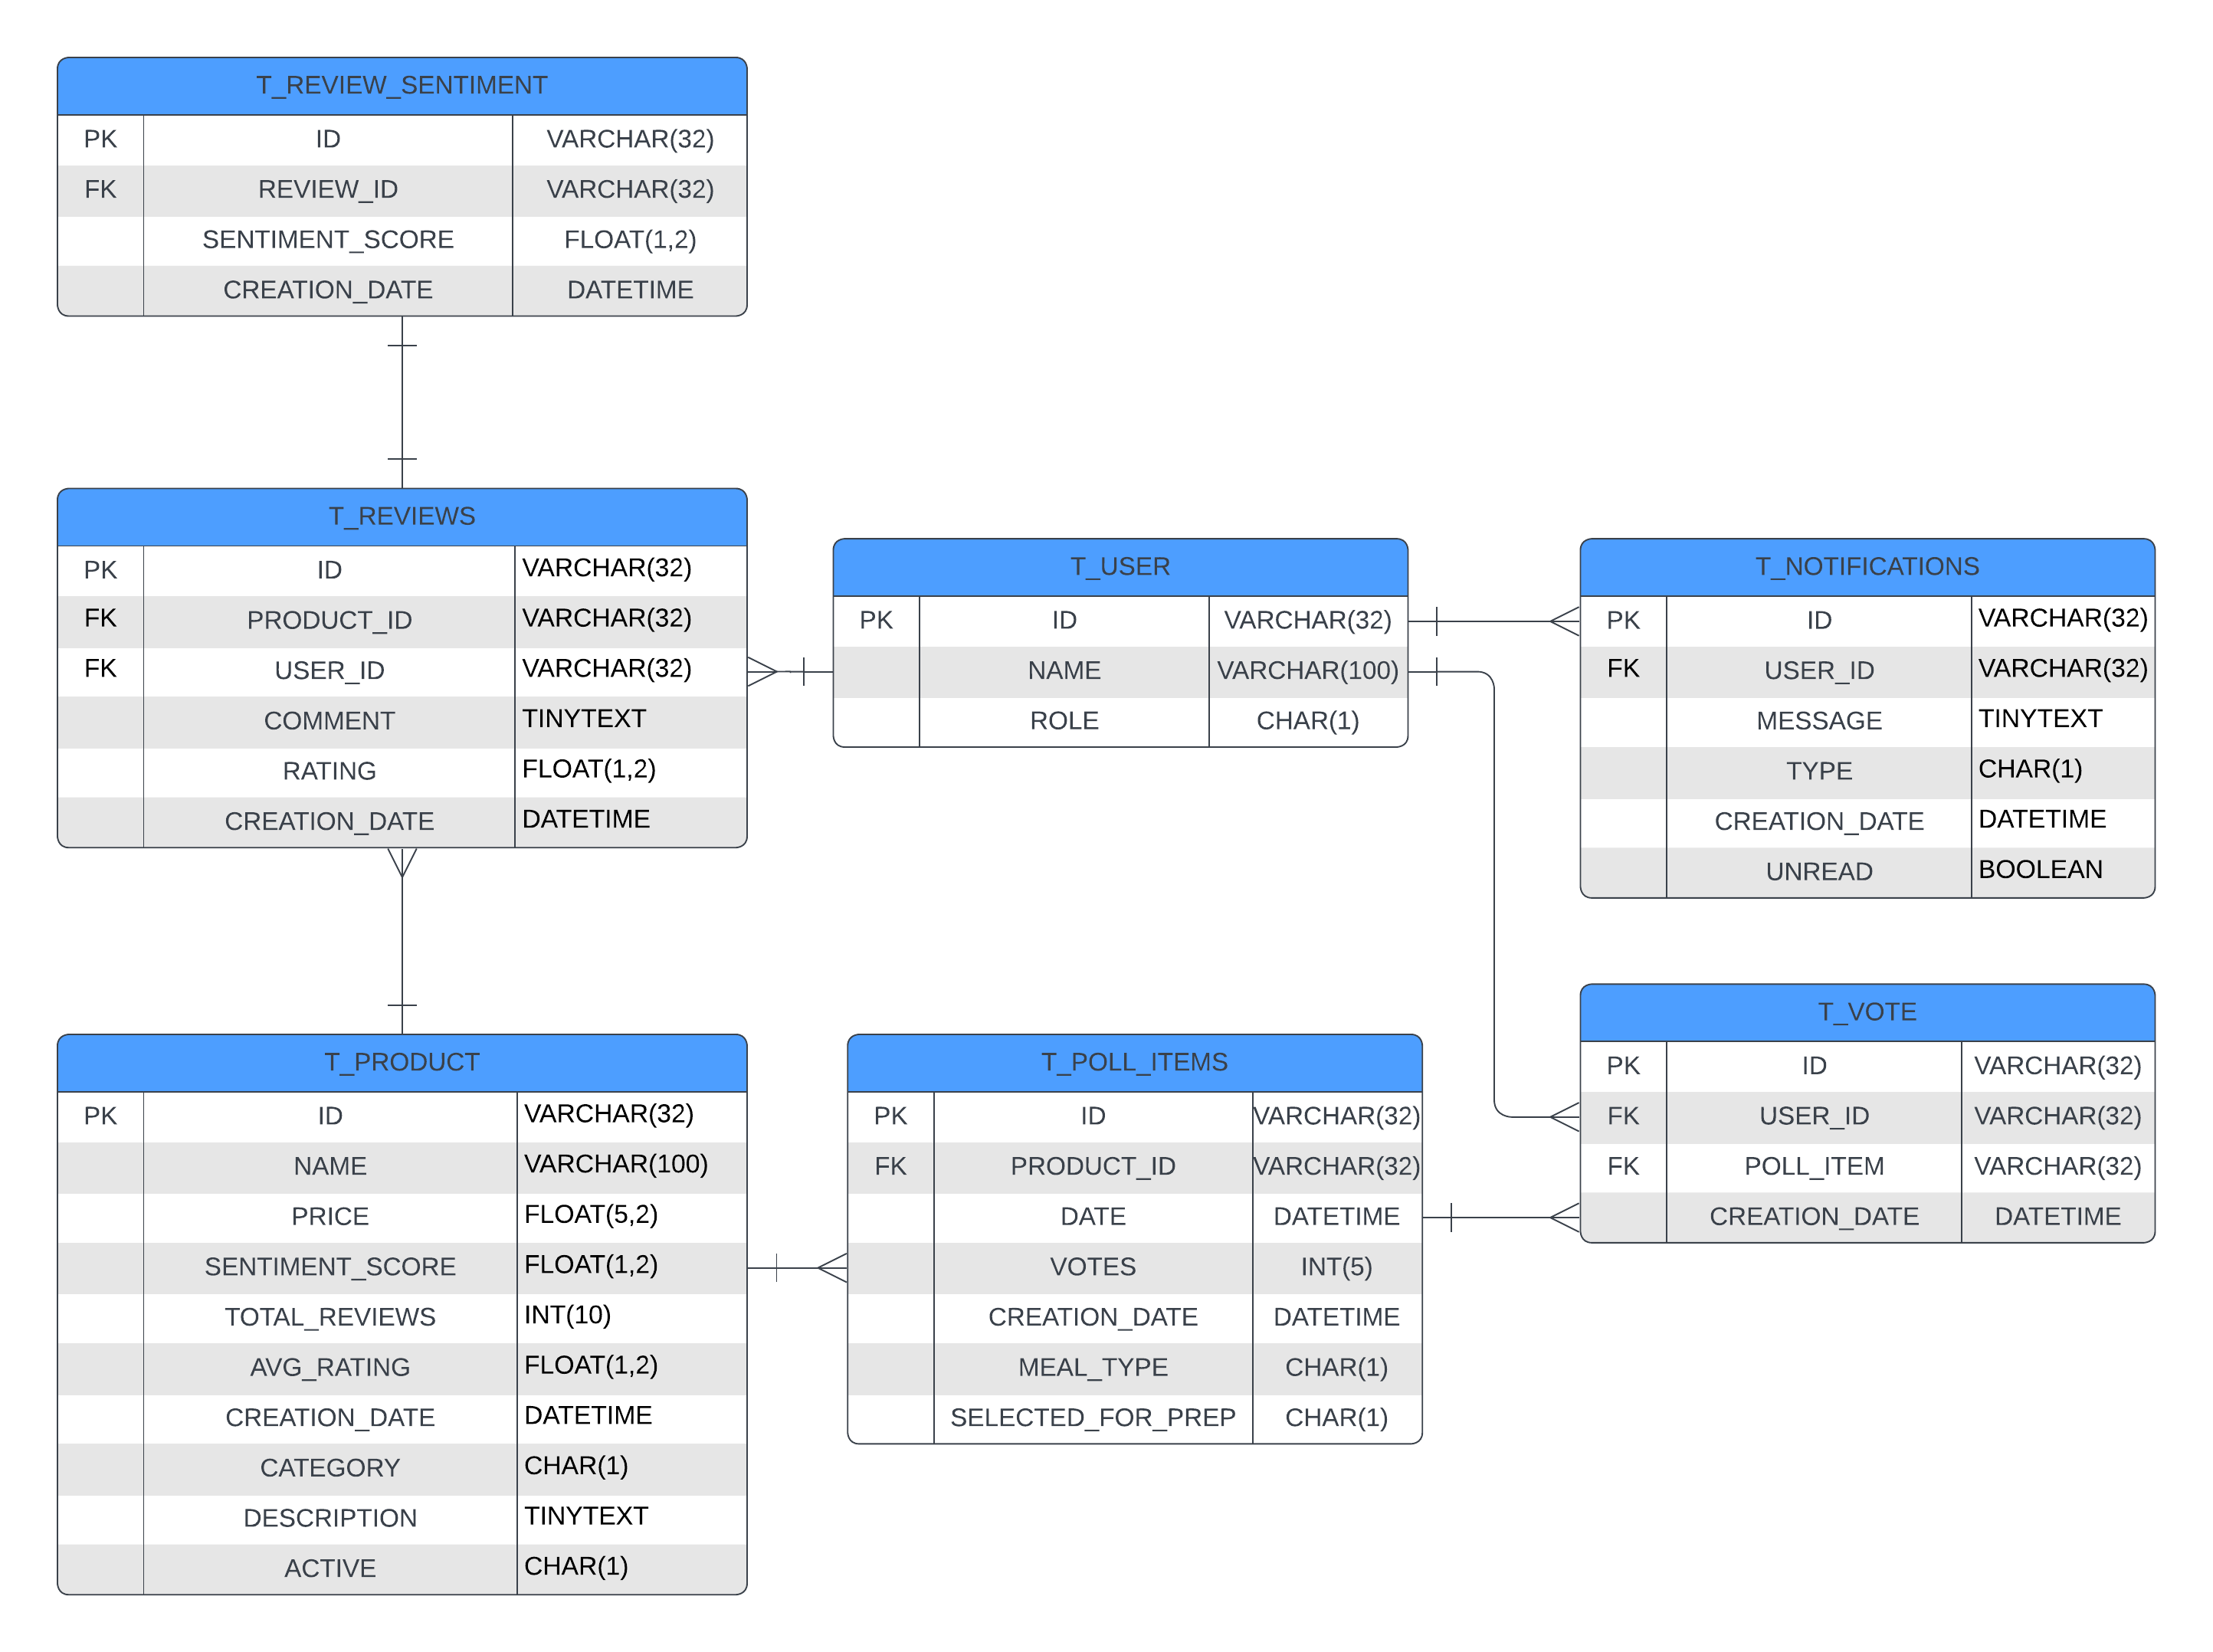 T_REVIEW_SENTIMENT
PK ID VARCHAR(32)
FK REVIEW_ID VARCHAR(32)
SENTIMENT_SCORE FLOAT(1,2)
CREATION_DATE DATETIME
T_REVIEWS
PK ID VARCHAR(32)
FK PRODUCT_ID VARCHAR(32)
FK USER_ID VARCHAR(32)
COMMENT TINYTEXT
RATING FLOAT(1,2)
CREATION_DATE DATETIME
T_USER
PK ID VARCHAR(32)
NAME VARCHAR(100)
ROLE CHAR(1)
T_NOTIFICATIONS
PK ID VARCHAR(32)
FK USER_ID VARCHAR(32)
MESSAGE TINYTEXT
TYPE CHAR(1)
CREATION_DATE DATETIME
UNREAD BOOLEAN
T_PRODUCT
PK ID VARCHAR(32)
NAME VARCHAR(100)
PRICE FLOAT(5,2)
SENTIMENT_SCORE FLOAT(1,2)
TOTAL_REVIEWS INT(10)
AVG_RATING FLOAT(1,2)
CREATION_DATE DATETIME
CATEGORY CHAR(1)
DESCRIPTION TINYTEXT
ACTIVE CHAR(1)
T_POLL_ITEMS
PK ID VARCHAR(32)
FK PRODUCT_ID VARCHAR(32)
DATE DATETIME
VOTES INT(5)
CREATION_DATE DATETIME
MEAL_TYPE CHAR(1)
SELECTED_FOR_PREP CHAR(1)
T_VOTE
PK ID VARCHAR(32)
FK USER_ID VARCHAR(32)
FK POLL_ITEM VARCHAR(32)
CREATION_DATE DATETIME